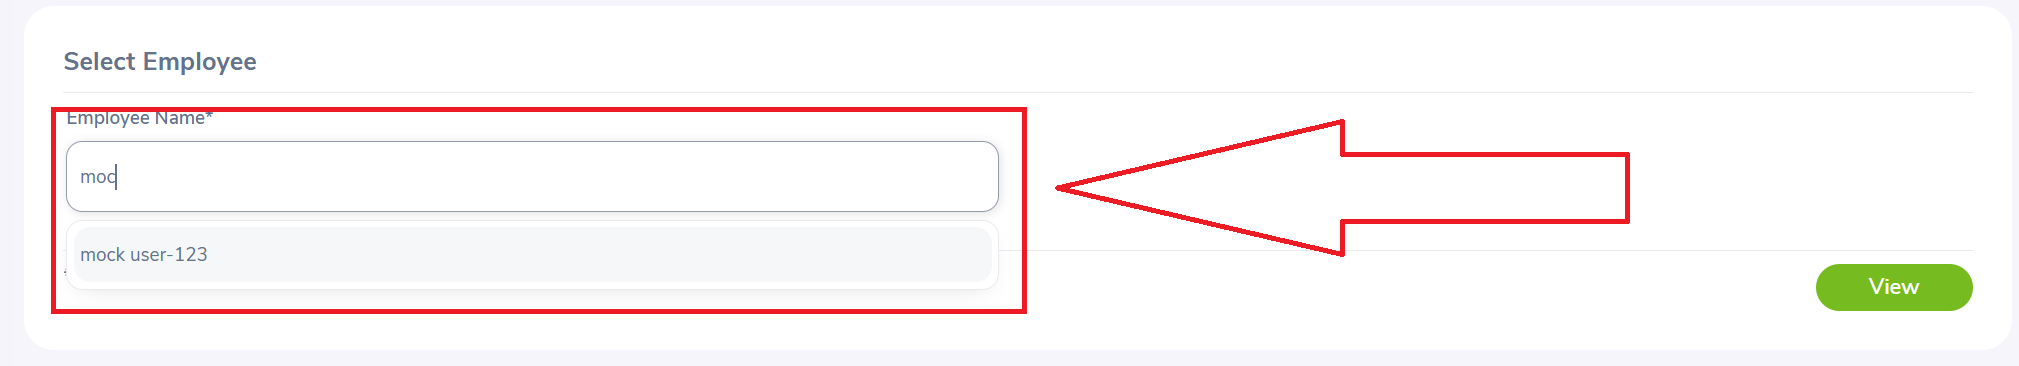 Select Employee
Employee Name*
moc
mock user-123
View